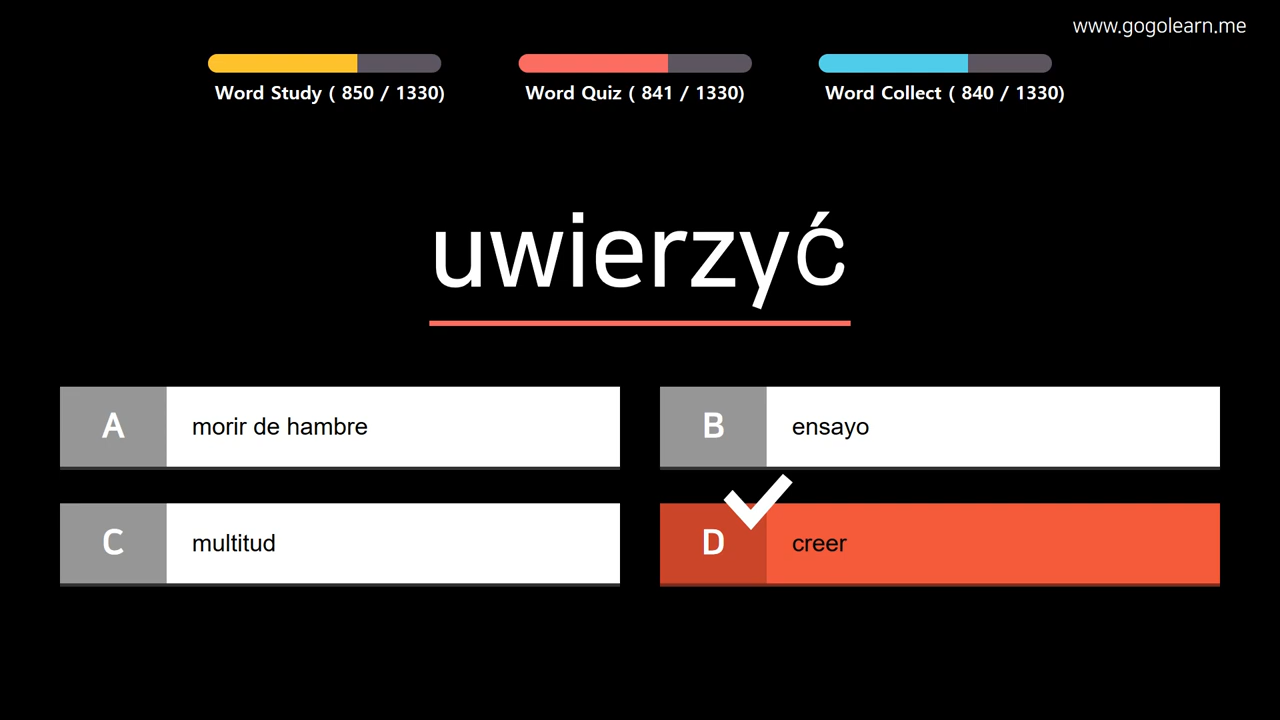 www.gogolearn.me
Word Study ( 850 / 1330)
Word Quiz ( 841 / 1330)
Word Collect ( 840 / 1330)
uwierzyć
A morir de hambre
B ensayo
C multitud
D creer